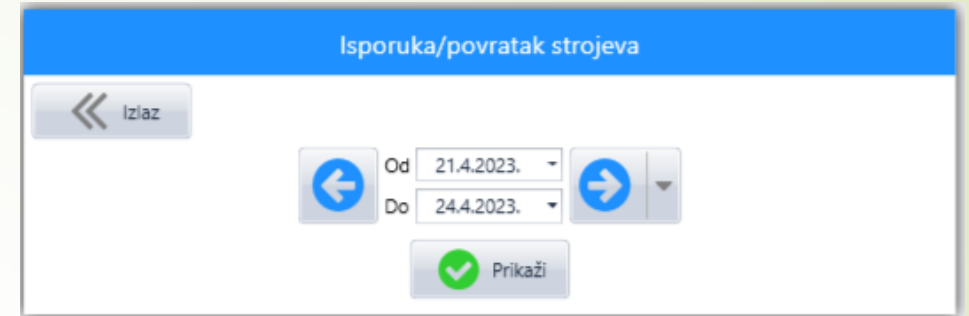 Isporuka/povratak strojeva
Izlaz
Od 21.4.2023.
Do 24.4.2023.
Prikaži